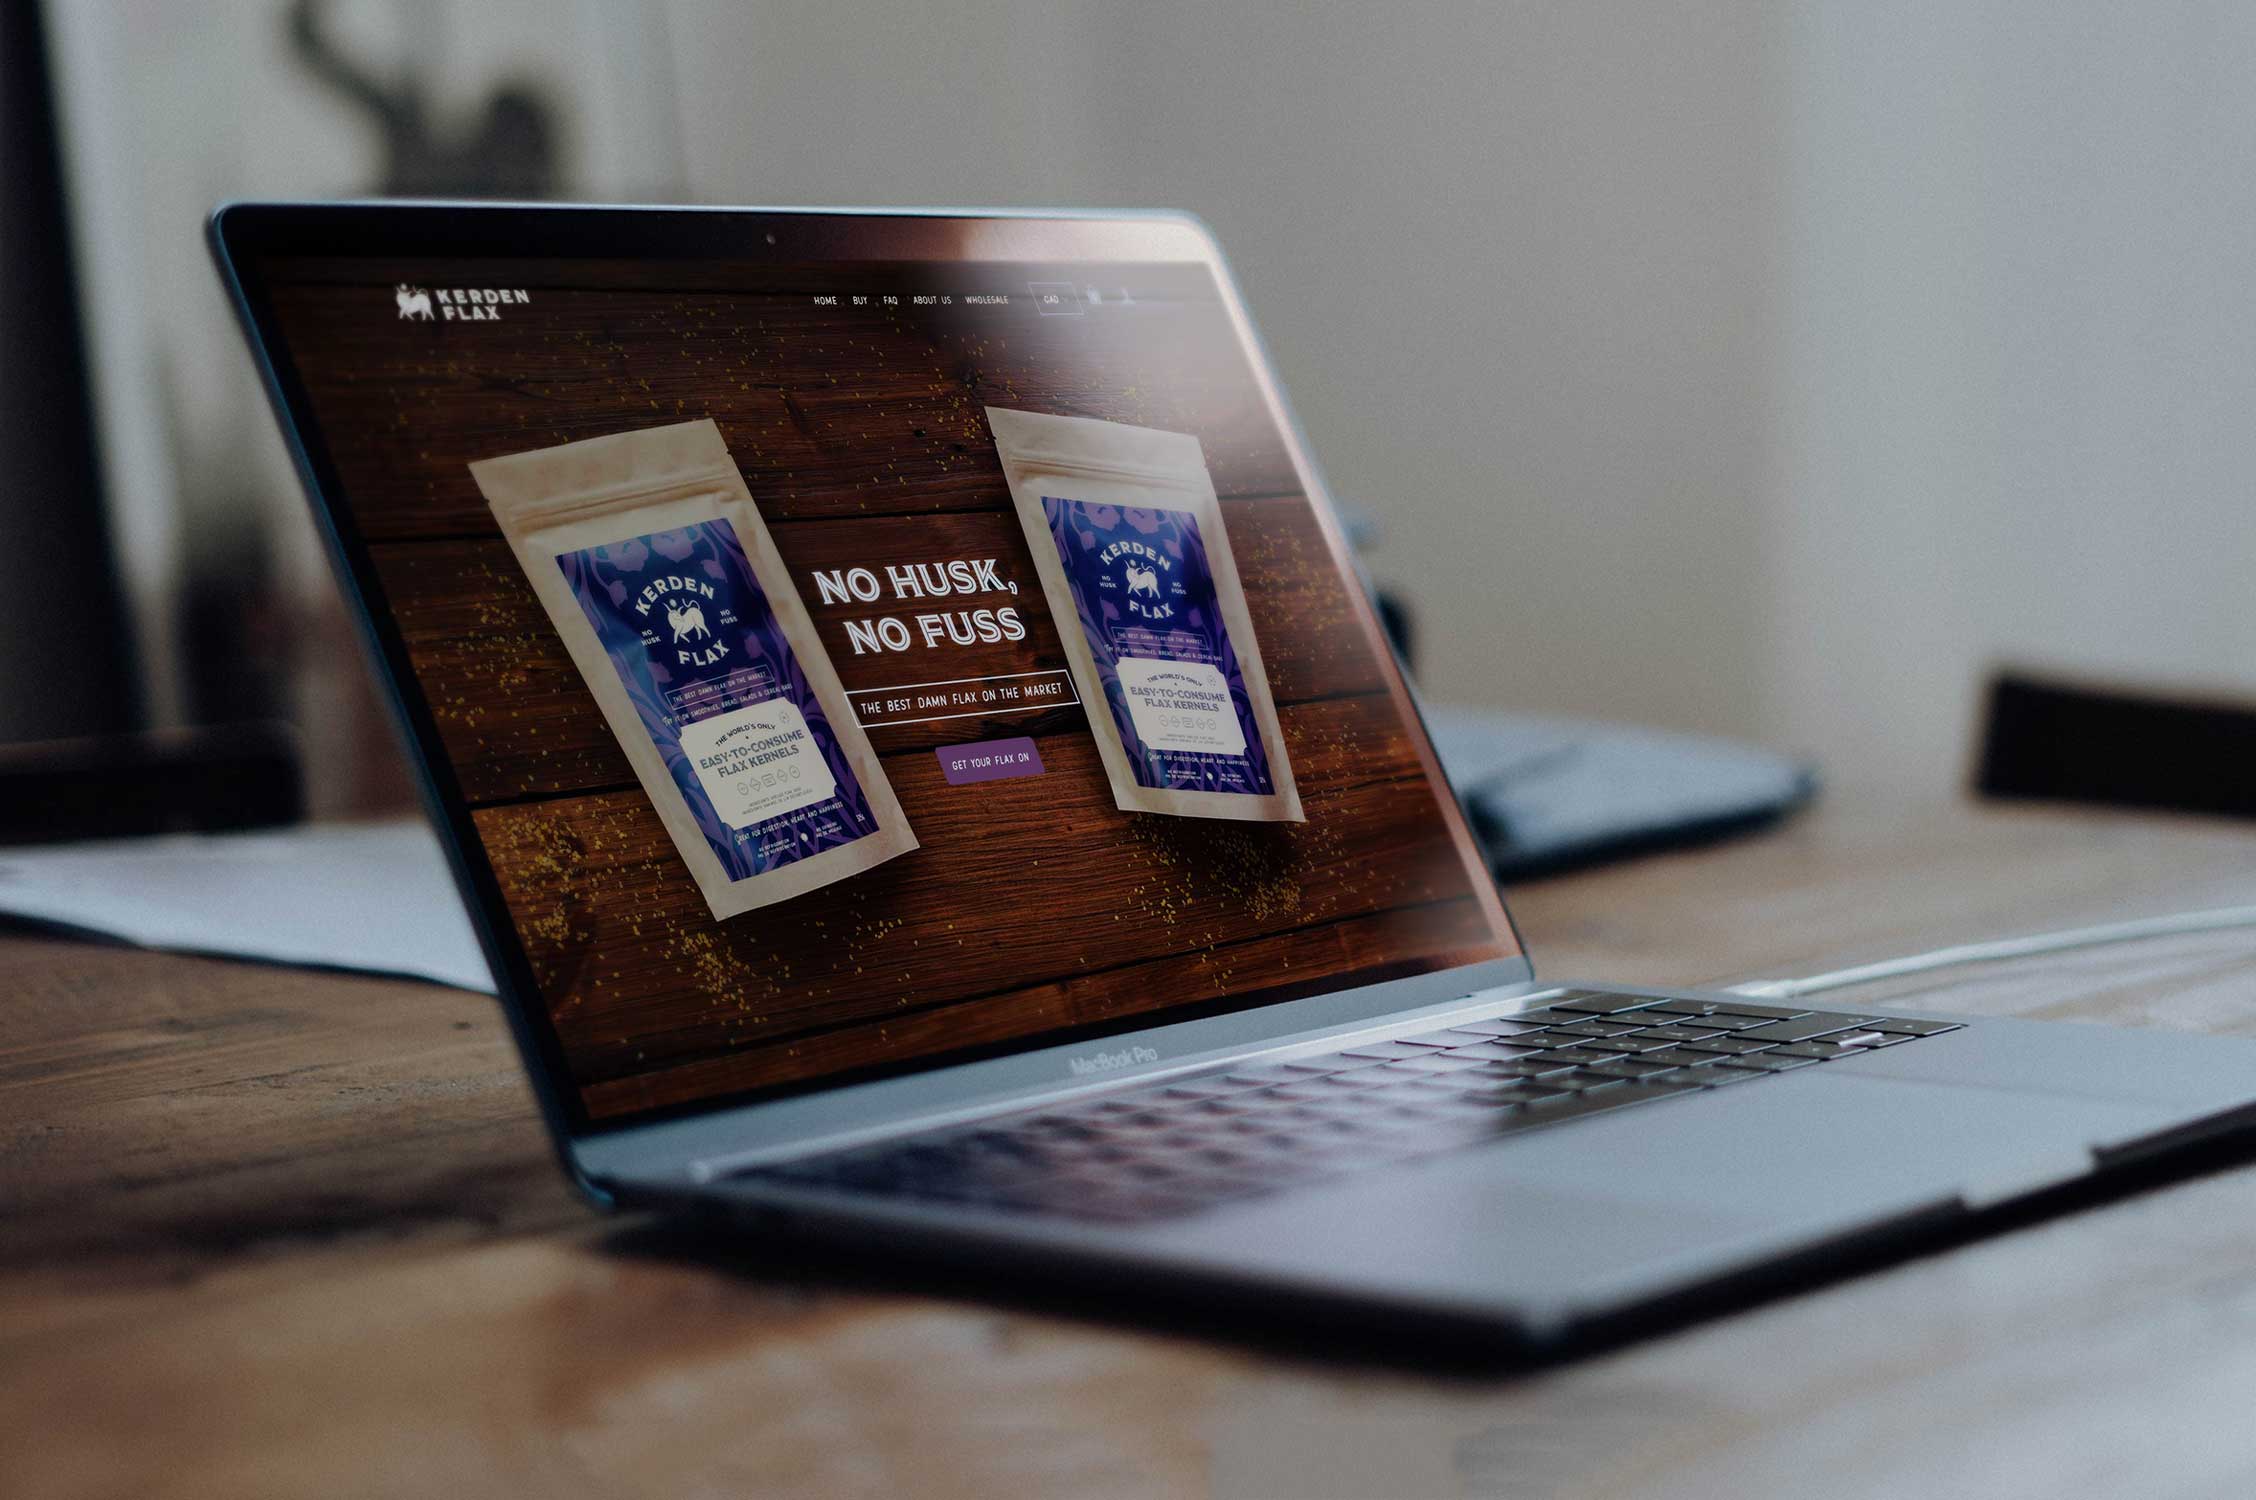 KERDEN
FLAX
HOME BUY FAQ ABOUT US WHOLESALE CAD
KERDEN
NO HUSK
NO FUSS
FLAX
THE BEST DAMN FLAX ON THE MARKET
TRY IT ON SMOOTHIES, BREAD, SALADS & CEREAL BARS
THE WORLD'S ONLY
EASY-TO-CONSUME
FLAX KERNELS
GREAT FOR DIGESTION, HEART AND HAPPINESS
NO HUSK,
NO FUSS
THE BEST DAMN FLAX ON THE MARKET
GET YOUR FLAX ON
KERDEN
NO HUSK
NO FUSS
FLAX
THE BEST DAMN FLAX ON THE MARKET
TRY IT ON SMOOTHIES, BREAD, SALADS & CEREAL BARS
THE WORLD'S ONLY
EASY-TO-CONSUME
FLAX KERNELS
GREAT FOR DIGESTION, HEART AND HAPPINESS
MacBook Pro